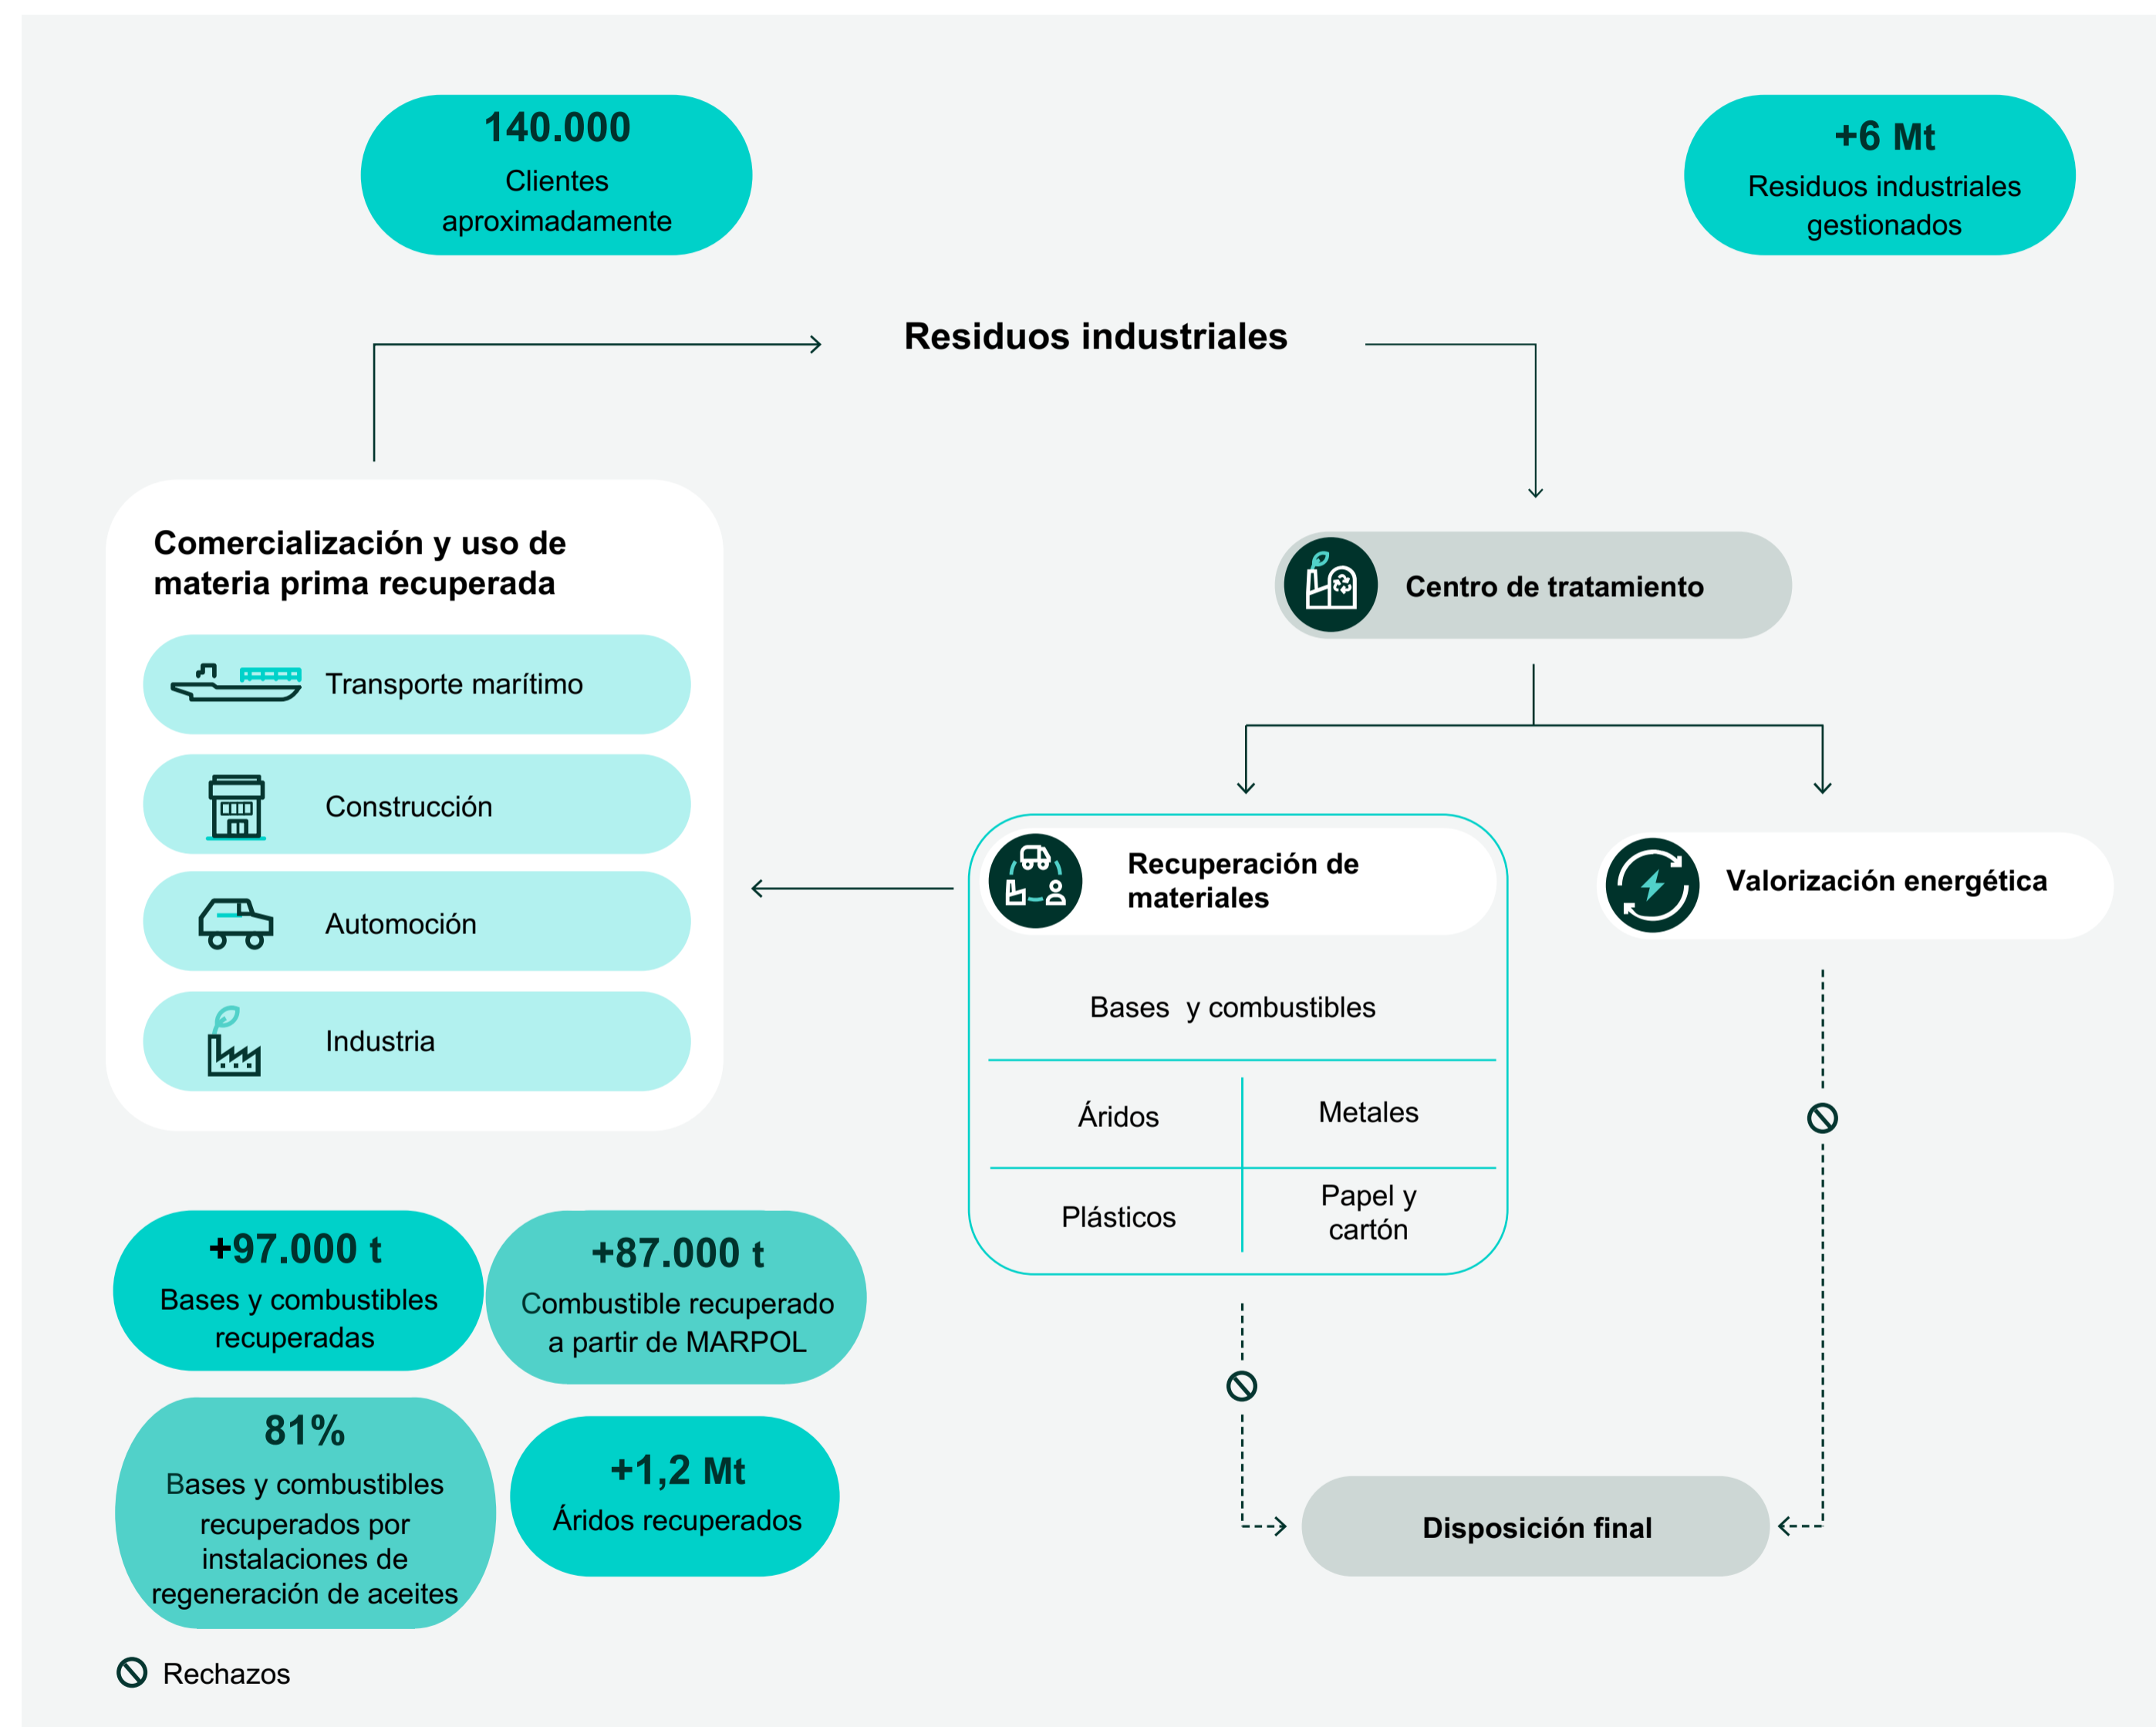 140.000
Clientes
aproximadamente
+6 Mt
Residuos industriales
gestionados
Residuos industriales
Comercialización y uso de
materia prima recuperada
Transporte marítimo
Construcción
Automoción
Industria
Centro de tratamiento
Recuperación de
materiales
Bases y combustibles
Áridos
Metales
Plásticos
Papel y
cartón
Valorización energética
+97.000 t
Bases y combustibles
recuperadas
+87.000 t
Combustible recuperado
a partir de MARPOL
81%
Bases y combustibles
recuperados por
instalaciones de
regeneración de aceites
+1,2 Mt
Áridos recuperados
Disposición final
Rechazos